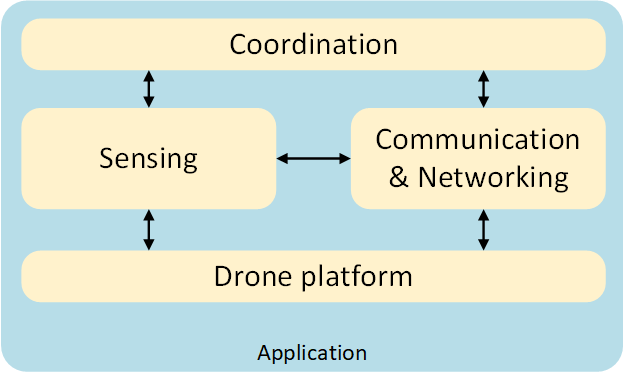 Coordination
Sensing
Communication
& Networking
Drone platform
Application